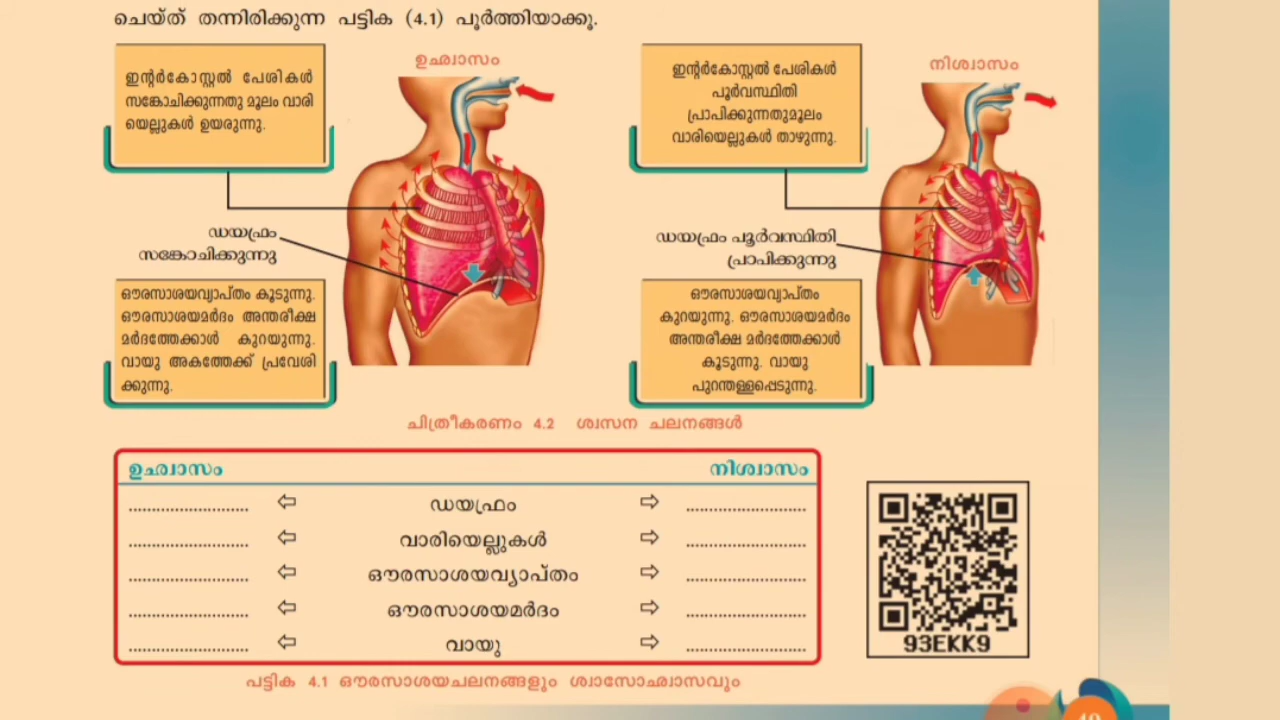 ചെയ്ത് തന്നിരിക്കുന്ന പട്ടിക (4.1) പൂർത്തിയാക്കൂ.
ഉഛ്വാസം
ഇന്റർകോസ്റ്റൽ പേശികൾ
സങ്കോചിക്കുന്നതു മൂലം വാരി
യെല്ലുകൾ ഉയരുന്നു.
ഡയഫ്രം
സങ്കോചിക്കുന്നു
ഔരസാശയവ്യാപ്തം കൂടുന്നു.
ഔരസാശയമർദം അന്തരീക്ഷ
മർദത്തേക്കാൾ കുറയുന്നു.
വായു അകത്തേക്ക് പ്രവേശി
ക്കുന്നു.
നിശ്വാസം
ഇന്റർകോസ്റ്റൽ പേശികൾ
പൂർവസ്ഥിതി
പ്രാപിക്കുന്നതുമൂലം
വാരിയെല്ലുകൾ താഴുന്നു.
ഡയഫ്രം പൂർവസ്ഥിതി
പ്രാപിക്കുന്നു
ഔരസാശയവ്യാപ്തം
കുറയുന്നു. ഔരസാശയമർദം
അന്തരീക്ഷ മർദത്തേക്കാൾ
കൂടുന്നു. വായു
പുറന്തള്ളപ്പെടുന്നു.
ചിത്രീകരണം 4.2 ശ്വസന ചലനങ്ങൾ
ഉഛ്വാസം നിശ്വാസം
......................... ⇦ ഡയഫ്രം ⇨ .........................
......................... ⇦ വാരിയെല്ലുകൾ ⇨ .........................
......................... ⇦ ഔരസാശയവ്യാപ്തം ⇨ .........................
......................... ⇦ ഔരസാശയമർദം ⇨ .........................
......................... ⇦ വായു ⇨ .........................
93EKK9
പട്ടിക 4.1 ഔരസാശയചലനങ്ങളും ശ്വാസോഛ്വാസവും